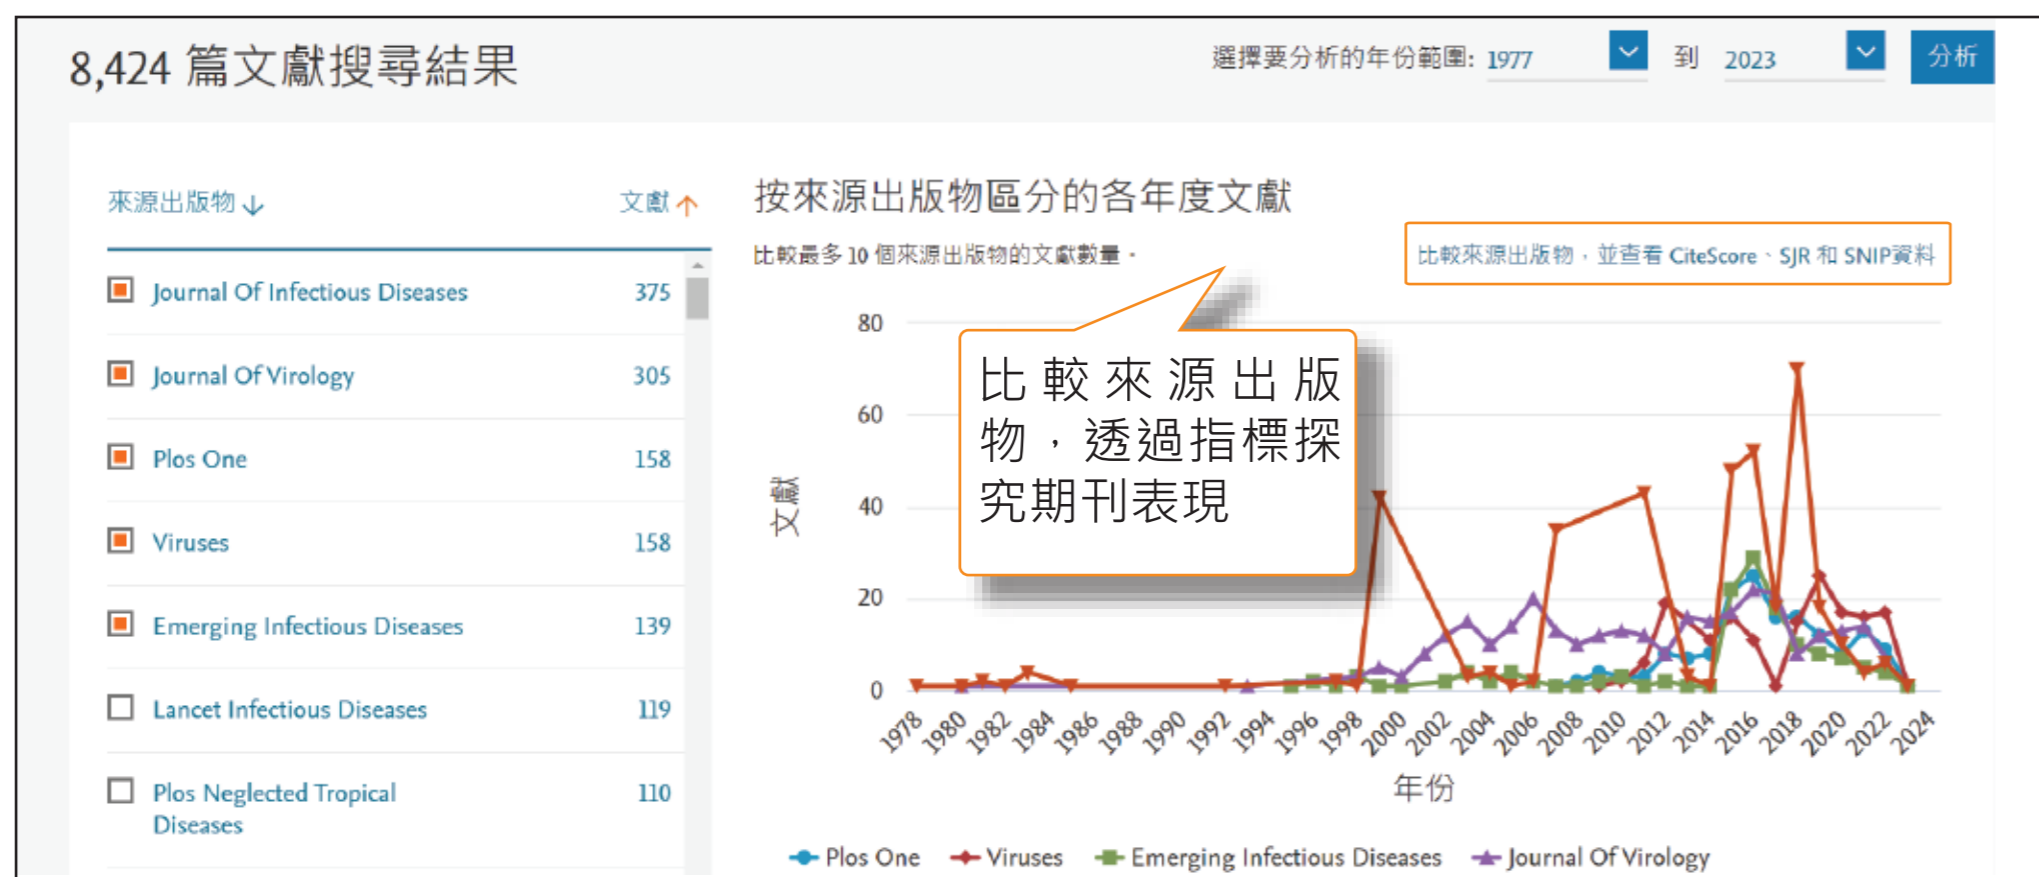 8,424 篇文獻搜尋結果
選擇要分析的年份範圍: 1977 到 2023 分析
來源出版物↓ 文獻↑
Journal Of Infectious Diseases 375
Journal Of Virology 305
Plos One 158
Viruses 158
Emerging Infectious Diseases 139
Lancet Infectious Diseases 119
Plos Neglected Tropical 110
Diseases
按來源出版物區分的各年度文獻
比較最多 10 個來源出版物的文獻數量。
比較來源出版物，並查看 CiteScore、SJR 和 SNIP資料
比較來源出版
物，透過指標探
究期刊表現
文獻
80
60
40
20
0
1978 1980 1982 1984 1986 1988 1990 1992 1994 1996 1998 2000 2002 2004 2006 2008 2010 2012 2014 2016 2018 2020 2022 2024
年份
Plos One Viruses Emerging Infectious Diseases Journal Of Virology